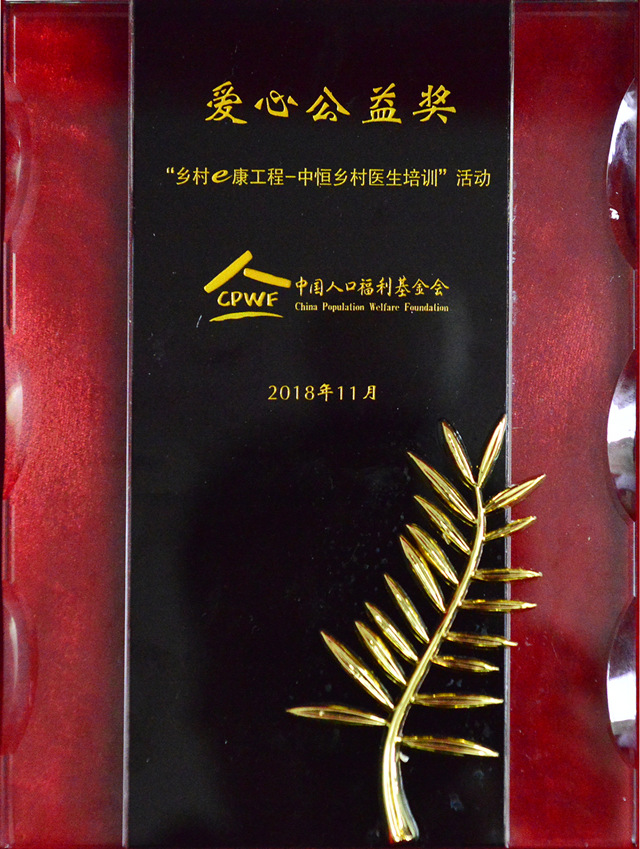 爱心公益奖
“乡村e康工程-中恒乡村医生培训”活动
CPWF
中国人口福利基金会
China Population Welfare Foundation
2018年11月